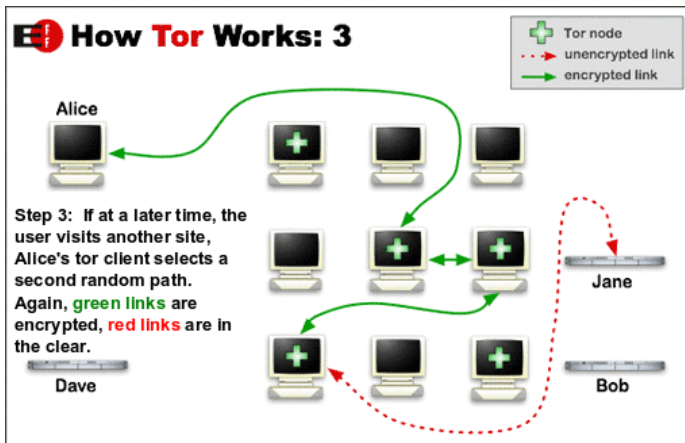 EFF How Tor Works: 3
Tor node
unencrypted link
encrypted link
Alice
Step 3: If at a later time, the
user visits another site,
Alice's tor client selects a
second random path.
Again, green links are
encrypted, red links are in
the clear.
Jane
Dave
Bob